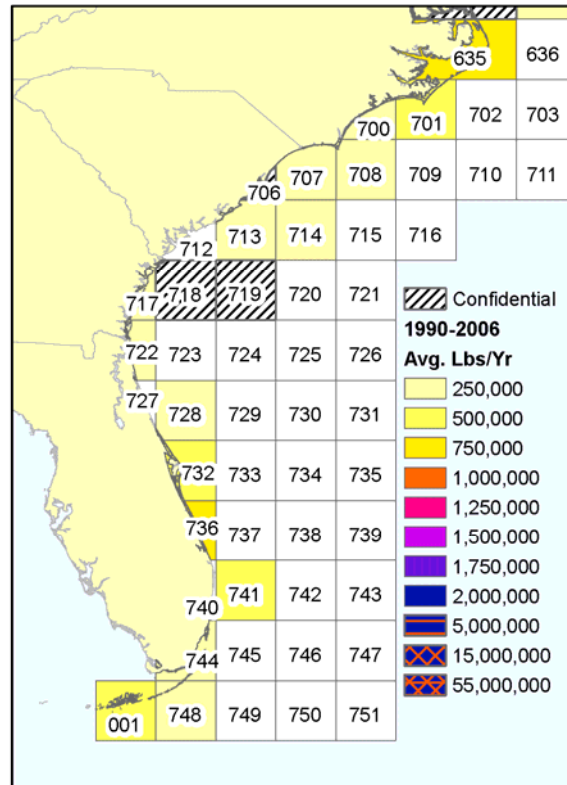 635 636
700 701 702 703
706 707 708 709 710 711
712 713 714 715 716
717 718 719 720 721
722 723 724 725 726
727 728 729 730 731
732 733 734 735
736 737 738 739
740 741 742 743
744 745 746 747
001 748 749 750 751
Confidential
1990-2006
Avg. Lbs/Yr
250,000
500,000
750,000
1,000,000
1,250,000
1,500,000
1,750,000
2,000,000
5,000,000
15,000,000
55,000,000